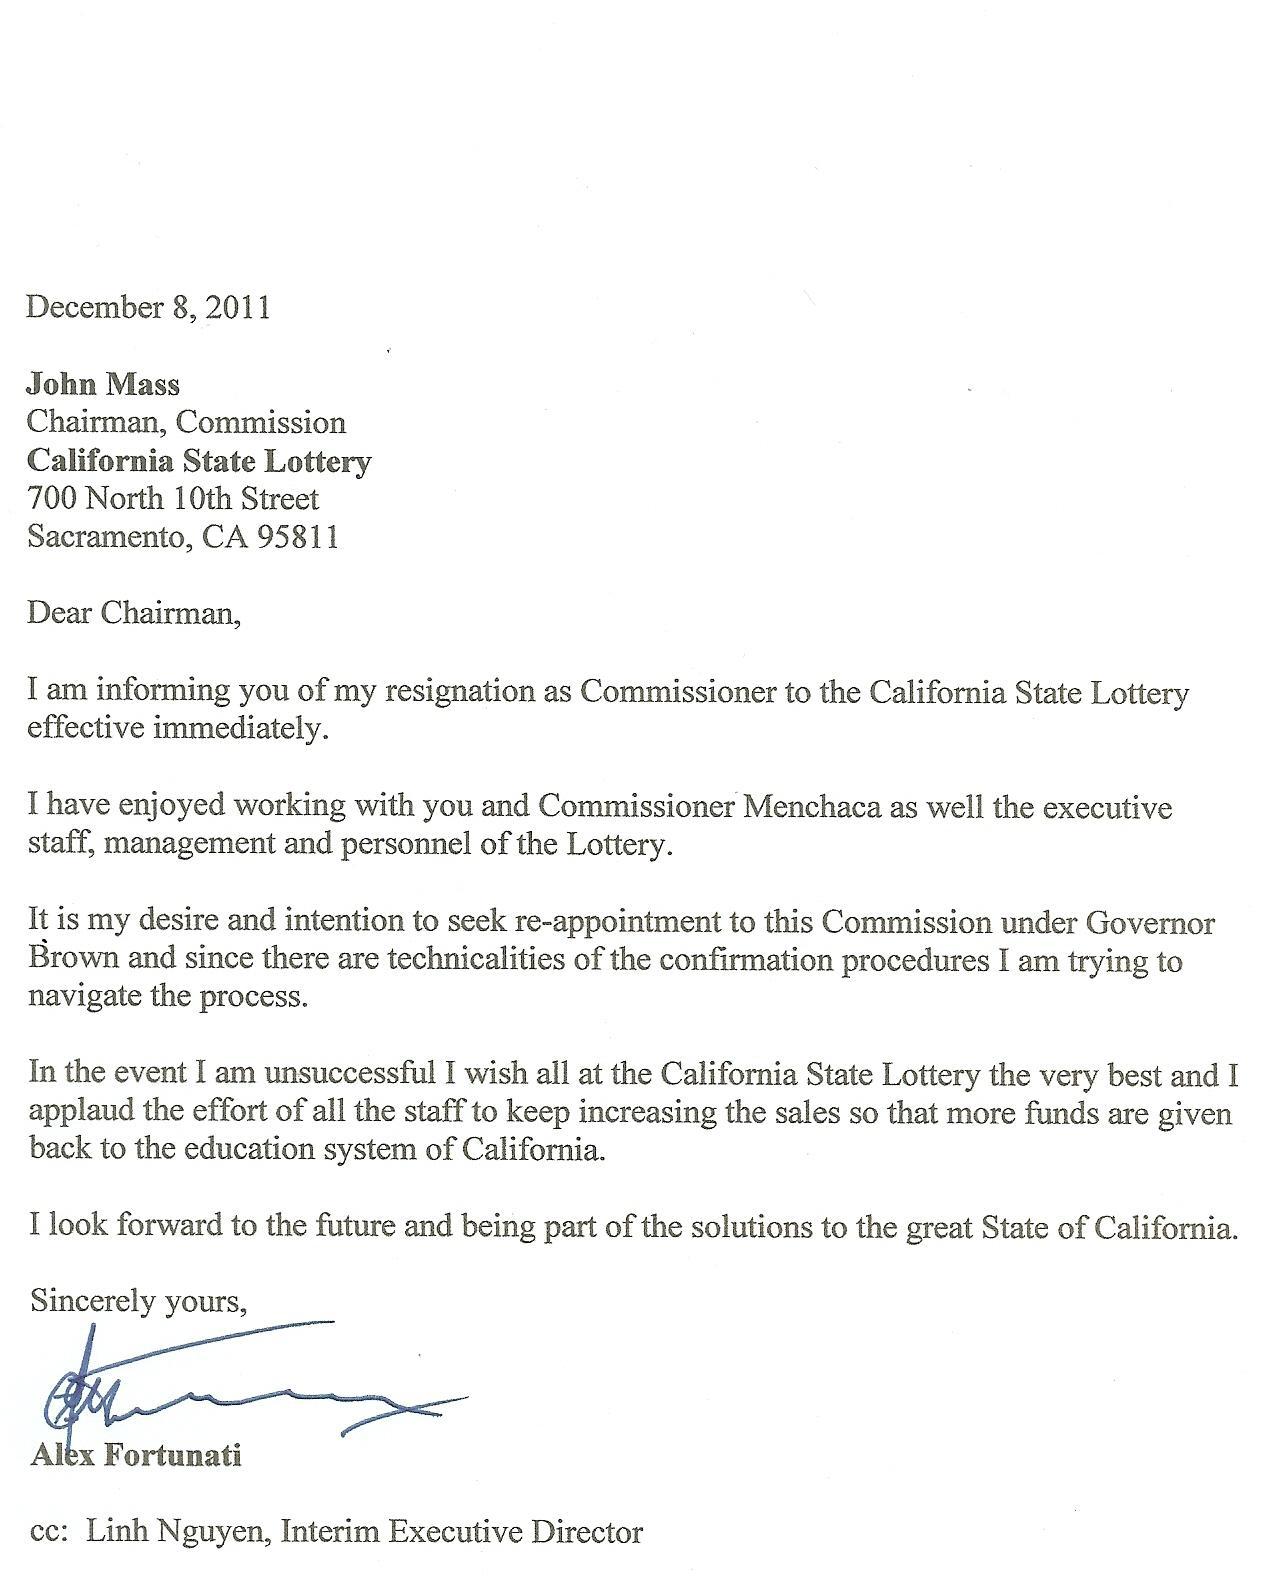 December 8, 2011
John Mass
Chairman, Commission
California State Lottery
700 North 10th Street
Sacramento, CA 95811
Dear Chairman,
I am informing you of my resignation as Commissioner to the California State Lottery
effective immediately.
I have enjoyed working with you and Commissioner Menchaca as well the executive
staff, management and personnel of the Lottery.
It is my desire and intention to seek re-appointment to this Commission under Governor
Brown and since there are technicalities of the confirmation procedures I am trying to
navigate the process.
In the event I am unsuccessful I wish all at the California State Lottery the very best and I
applaud the effort of all the staff to keep increasing the sales so that more funds are given
back to the education system of California.
I look forward to the future and being part of the solutions to the great State of California.
Sincerely yours,
Alex Fortunati
cc: Linh Nguyen, Interim Executive Director